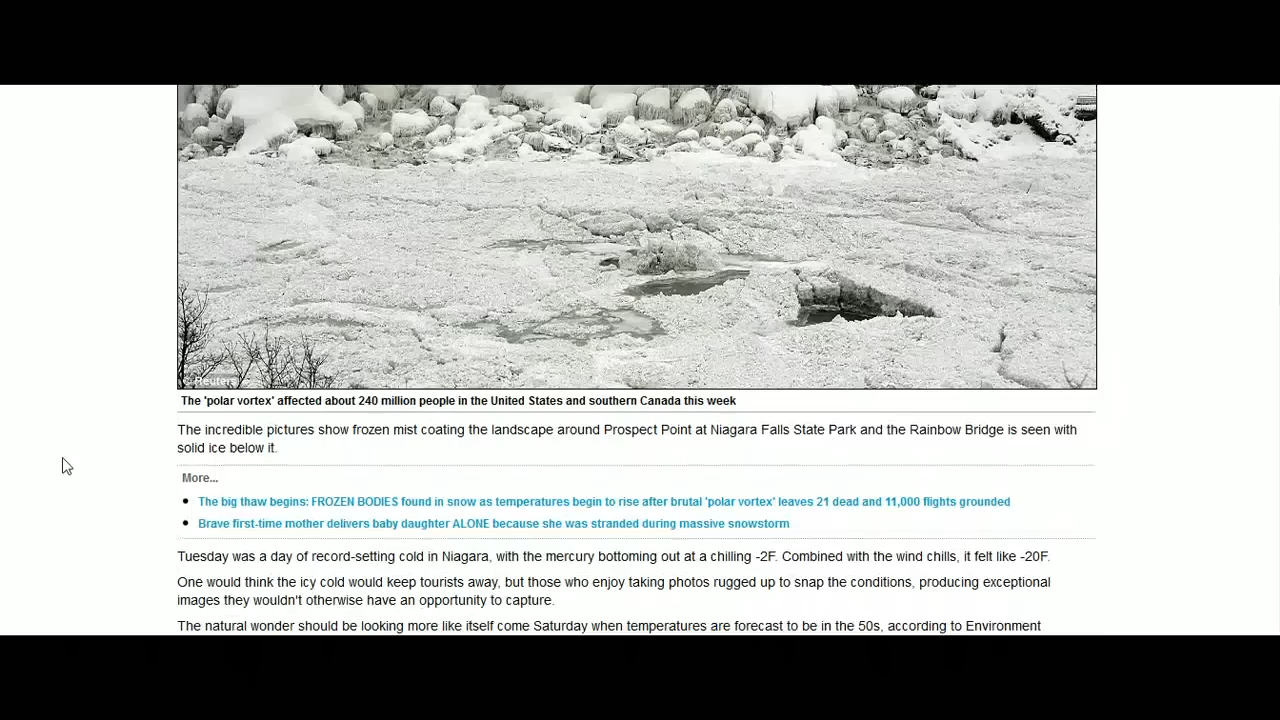 © Reuters
The 'polar vortex' affected about 240 million people in the United States and southern Canada this week
The incredible pictures show frozen mist coating the landscape around Prospect Point at Niagara Falls State Park and the Rainbow Bridge is seen with
solid ice below it.
More...
The big thaw begins: FROZEN BODIES found in snow as temperatures begin to rise after brutal 'polar vortex' leaves 21 dead and 11,000 flights grounded
Brave first-time mother delivers baby daughter ALONE because she was stranded during massive snowstorm
Tuesday was a day of record-setting cold in Niagara, with the mercury bottoming out at a chilling -2F. Combined with the wind chills, it felt like -20F.
One would think the icy cold would keep tourists away, but those who enjoy taking photos rugged up to snap the conditions, producing exceptional
images they wouldn't otherwise have an opportunity to capture.
The natural wonder should be looking more like itself come Saturday when temperatures are forecast to be in the 50s, according to Environment